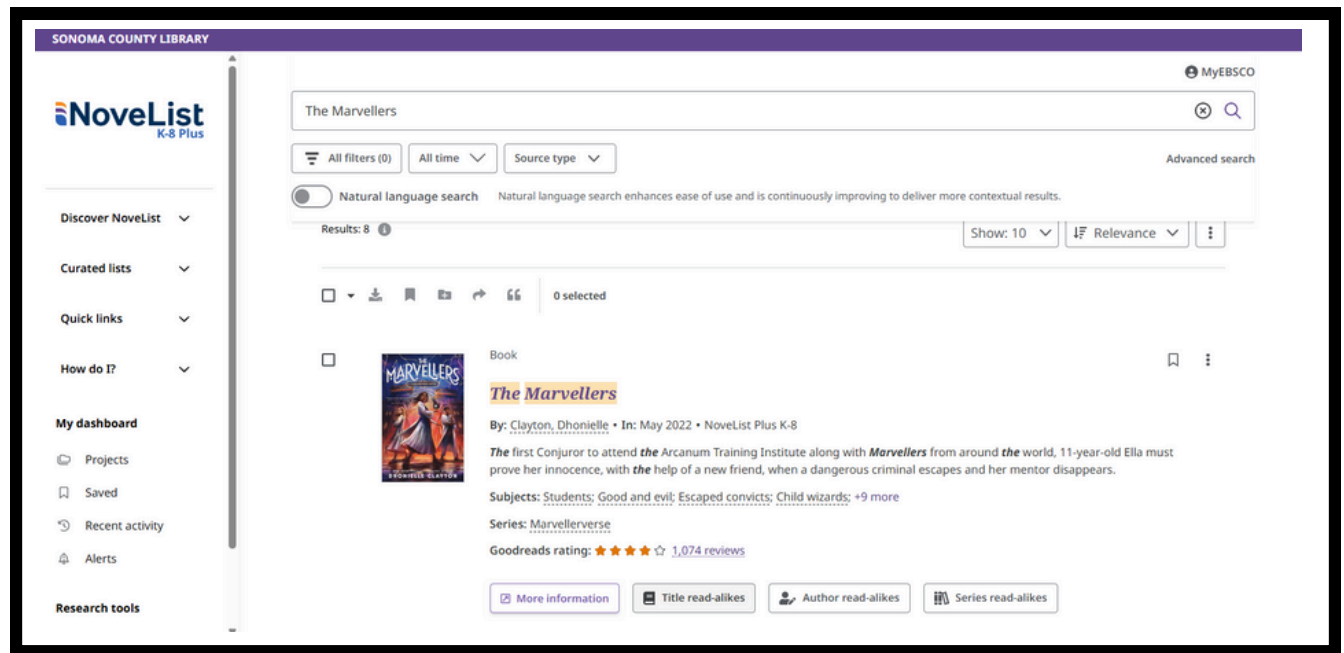 SONOMA COUNTY LIBRARY
MyEBSCO
NoveList
K-8 Plus
The Marvellers
All filters (0)
All time
Source type
Advanced search
Natural language search
Natural language search enhances ease of use and is continuously improving to deliver more contextual results.
Discover NoveList
Curated lists
Quick links
How do I?
My dashboard
Projects
Saved
Recent activity
Alerts
Research tools
Results: 8
Show: 10
Relevance
0 selected
THE
MARVELLERS
DHONIELLE CLAYTON
Book
The Marvellers
By: Clayton, Dhonielle • In: May 2022 • NoveList Plus K-8
The first Conjuror to attend the Arcanum Training Institute along with Marvellers from around the world, 11-year-old Ella must
prove her innocence, with the help of a new friend, when a dangerous criminal escapes and her mentor disappears.
Subjects: Students; Good and evil; Escaped convicts; Child wizards; +9 more
Series: Marvellerverse
Goodreads rating: 1,074 reviews
More information
Title read-alikes
Author read-alikes
Series read-alikes